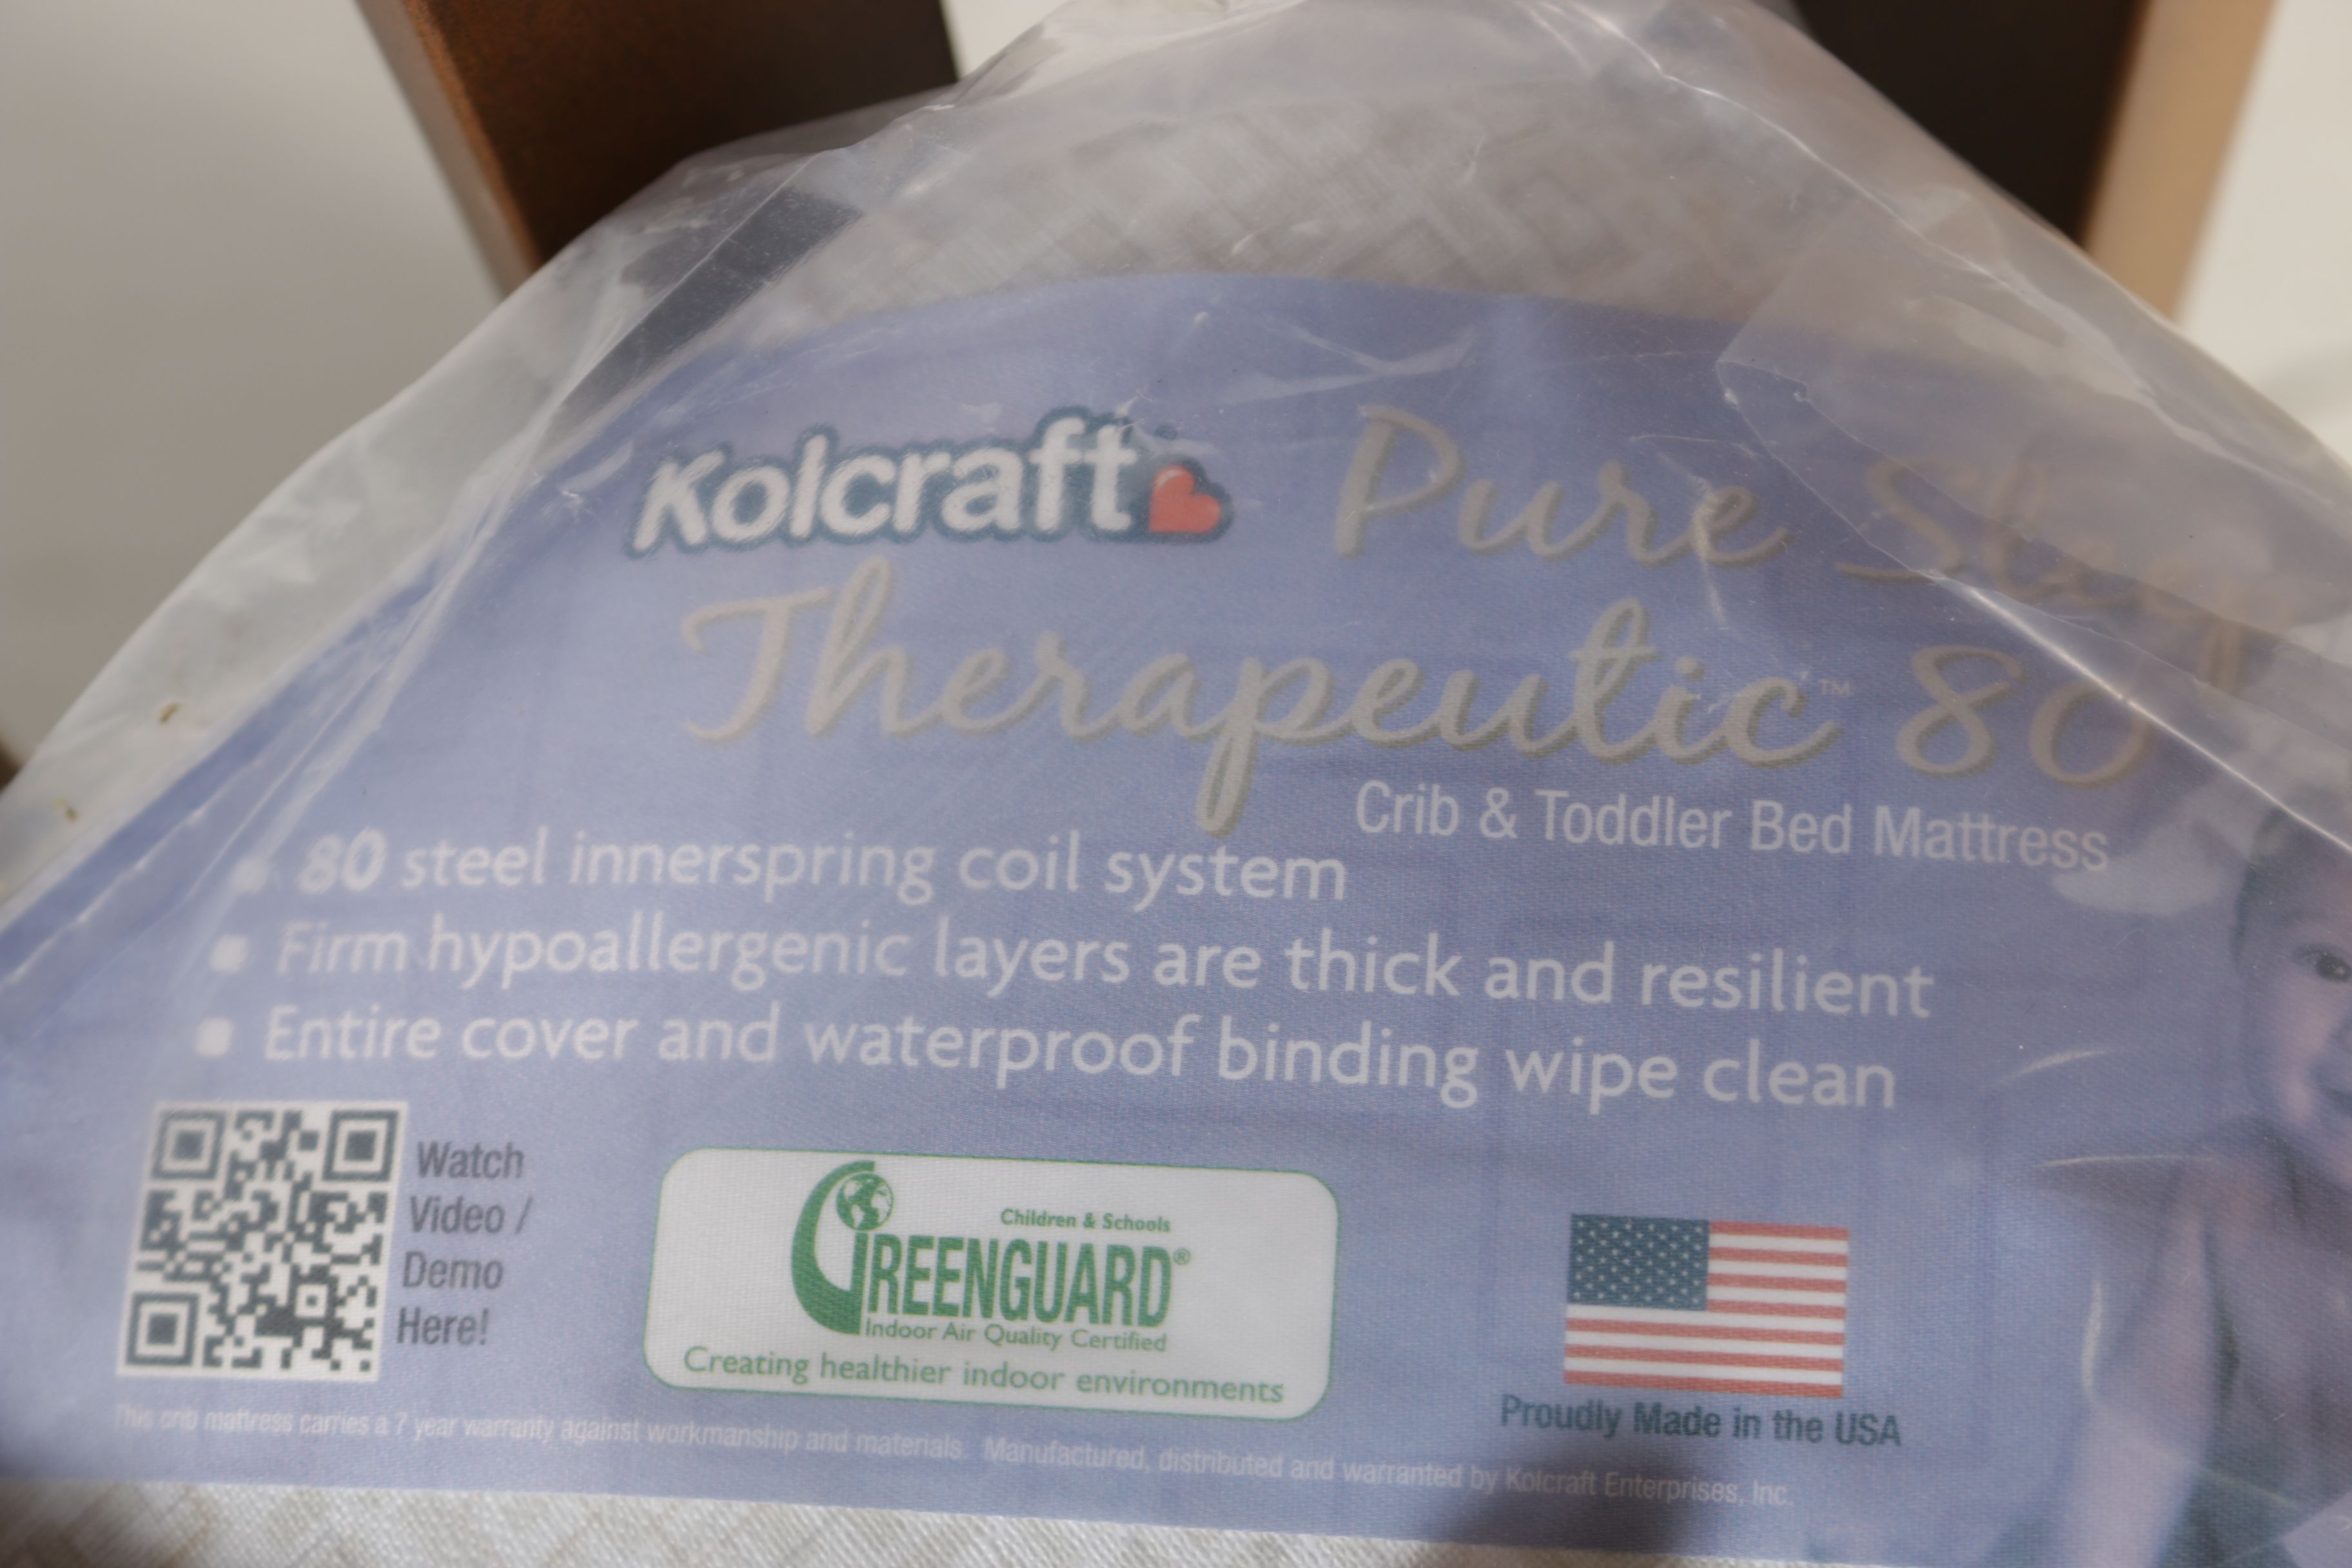 Kolcraft Pure Sleep
Therapeutic™ 80
Crib & Toddler Bed Mattress
80 steel innerspring coil system
Firm hypoallergenic layers are thick and resilient
Entire cover and waterproof binding wipe clean
Watch
Video /
Demo
Here!
Children & Schools
GREENGUARD®
Indoor Air Quality Certified
Creating healthier indoor environments
Proudly Made in the USA
This crib mattress carries a 7 year warranty against workmanship and materials. Manufactured, distributed and warranted by Kolcraft Enterprises, Inc.